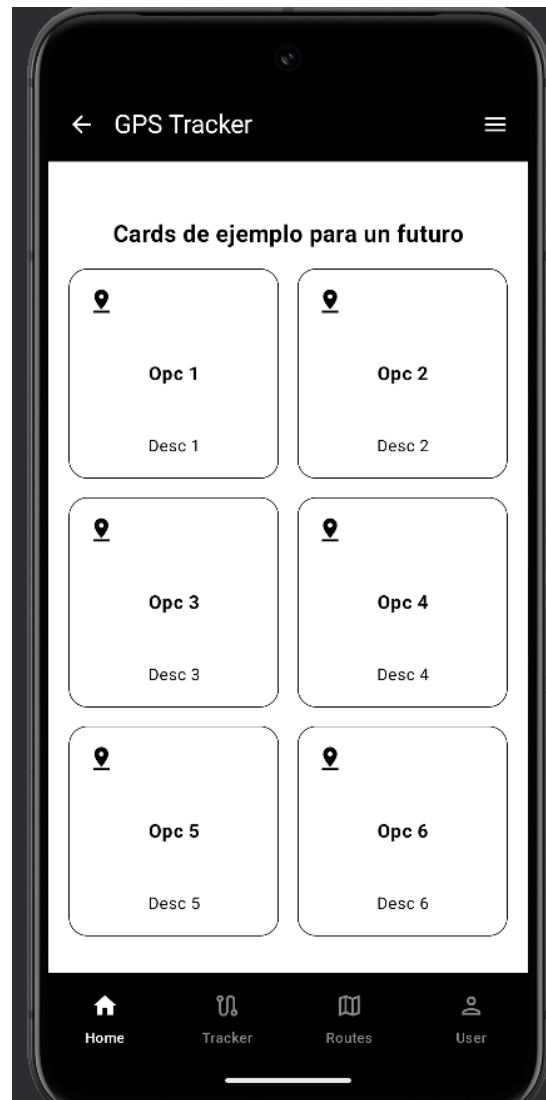 GPS Tracker
Cards de ejemplo para un futuro
Opc 1
Desc 1
Opc 2
Desc 2
Opc 3
Desc 3
Opc 4
Desc 4
Opc 5
Desc 5
Opc 6
Desc 6
Home
Tracker
Routes
User